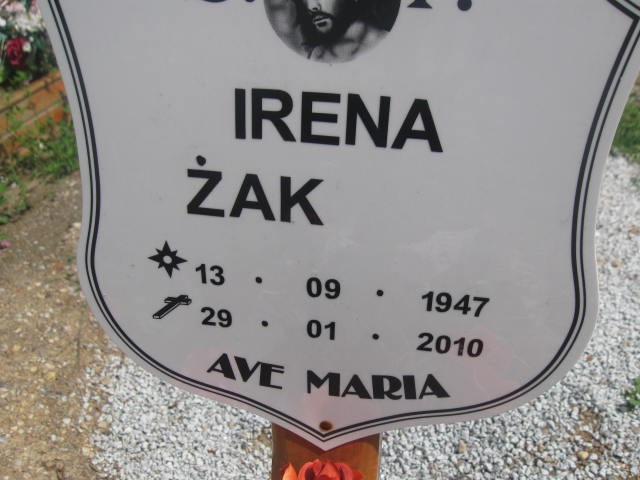 IRENA
ŻAK
13 · 09 · 1947
29 · 01 · 2010
AVE MARIA